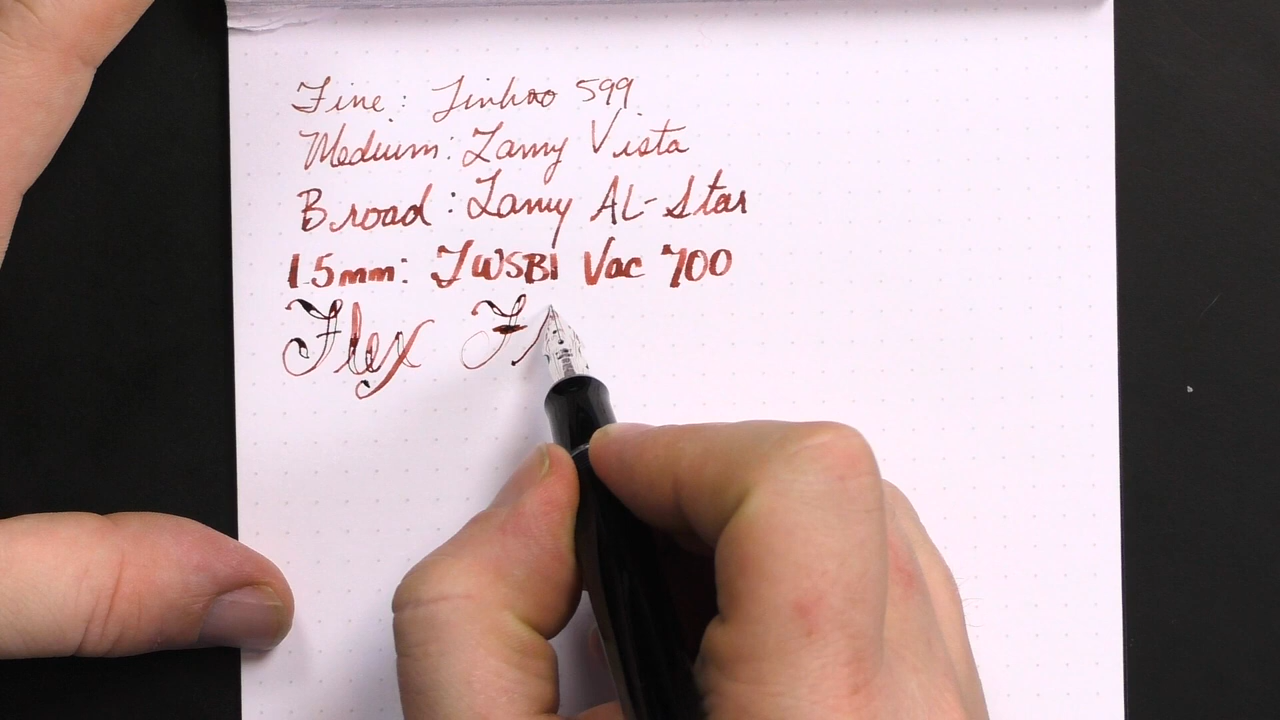 Fine: Jinhao 599
Medium: Lamy Vista
Broad: Lamy AL-Star
1.5mm: TWSBI Vac 700
Flex F